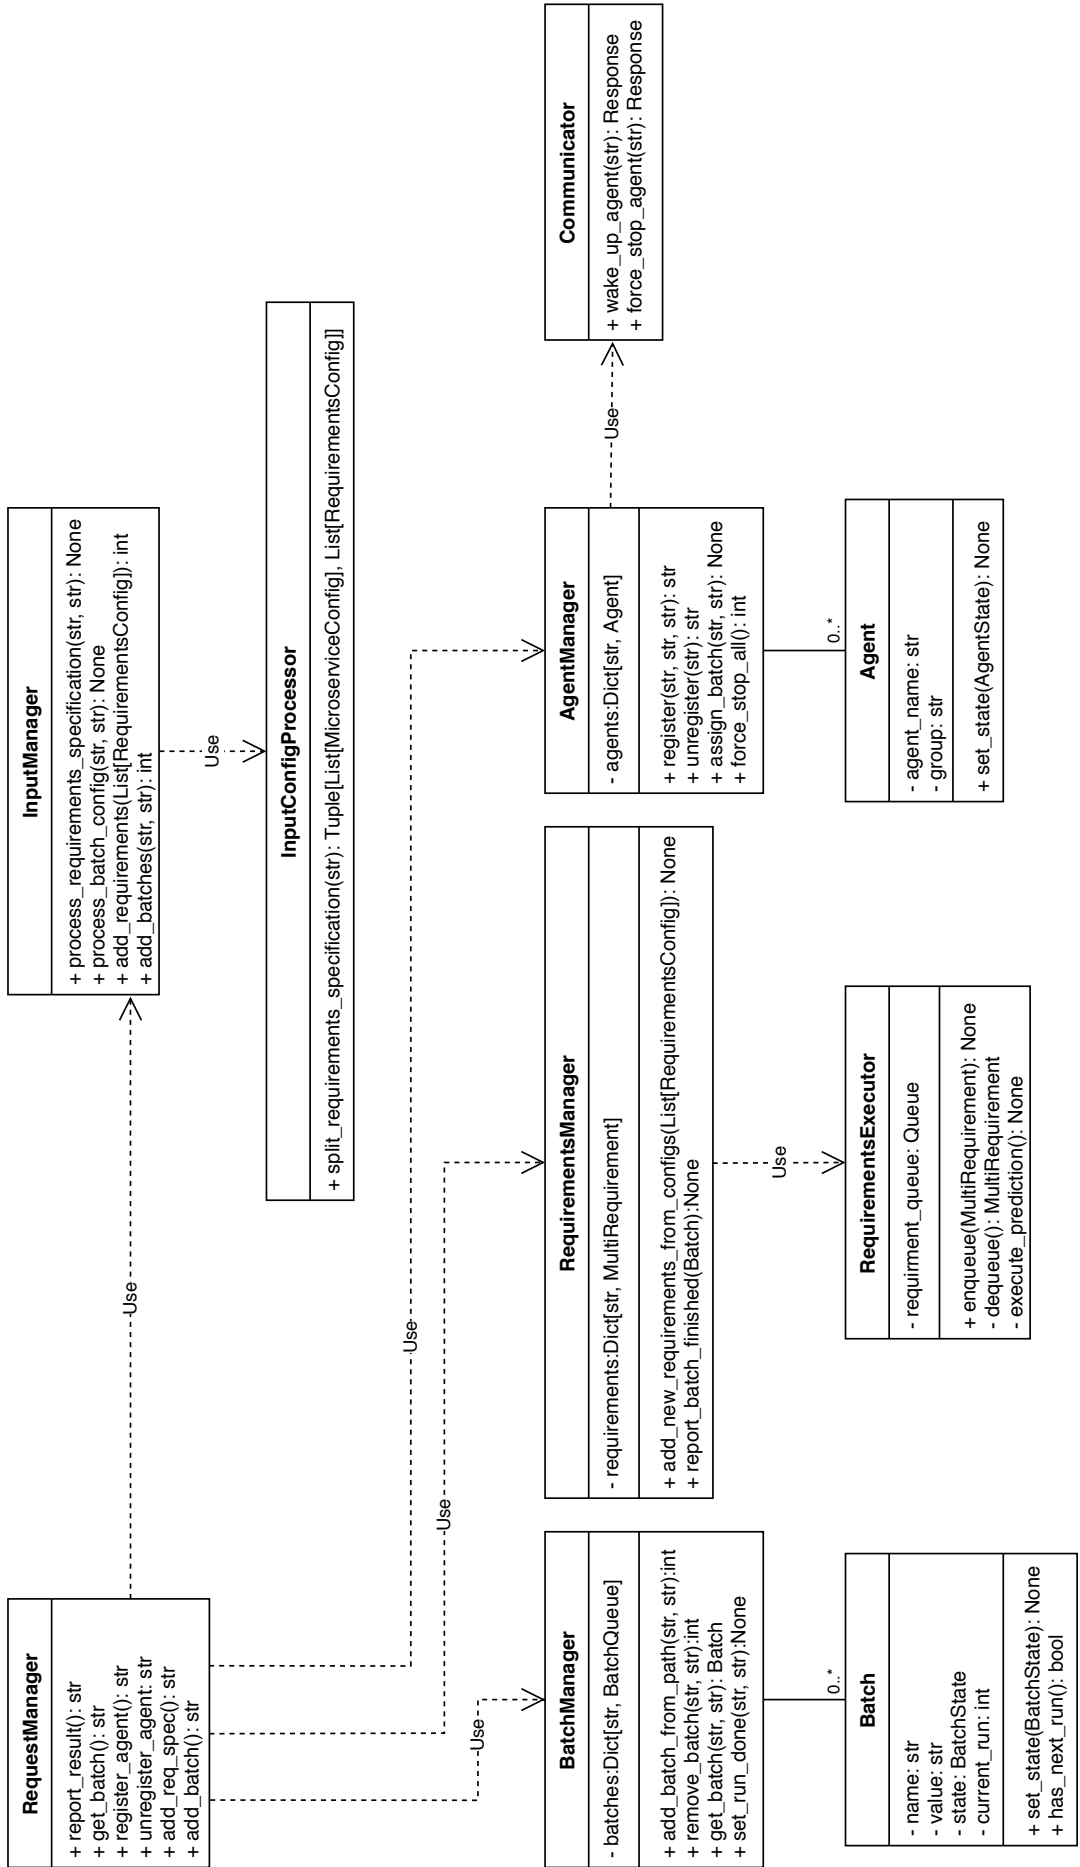 RequestManager
+ report_result(): str
+ get_batch(): str
+ register_agent(): str
+ unregister_agent: str
+ add_req_spec(): str
+ add_batch(): str
Use
InputManager
+ process_requirements_specification(str, str): None
+ process_batch_config(str, str): None
+ add_requirements(List[RequirementsConfig]): int
+ add_batches(str, str): int
Use
InputConfigProcessor
+ split_requirements_specification(str): Tuple[List[MicroserviceConfig], List[RequirementsConfig]]
Use
Use
Use
BatchManager
- batches:Dict[str, BatchQueue]
+ add_batch_from_path(str, str):int
+ remove_batch(str, str):int
+ get_batch(str, str): Batch
+ set_run_done(str, str):None
RequirementsManager
- requirements:Dict[str, MultiRequirement]
+ add_new_requirements_from_configs(List[RequirementsConfig]): None
+ report_batch_finished(Batch):None
AgentManager
- agents:Dict[str, Agent]
+ register(str, str, str): str
+ unregister(str): str
+ assign_batch(str, str): None
+ force_stop_all(): int
Use
Communicator
+ wake_up_agent(str): Response
+ force_stop_agent(str): Response
0..*
Use
0..*
Batch
- name: str
- value: str
- state: BatchState
- current_run: int
+ set_state(BatchState): None
+ has_next_run(): bool
RequirementsExecutor
- requirment_queue: Queue
+ enqueue(MultiRequirement): None
- dequeue(): MultiRequirement
- execute_prediction(): None
Agent
- agent_name: str
- group: str
+ set_state(AgentState): None